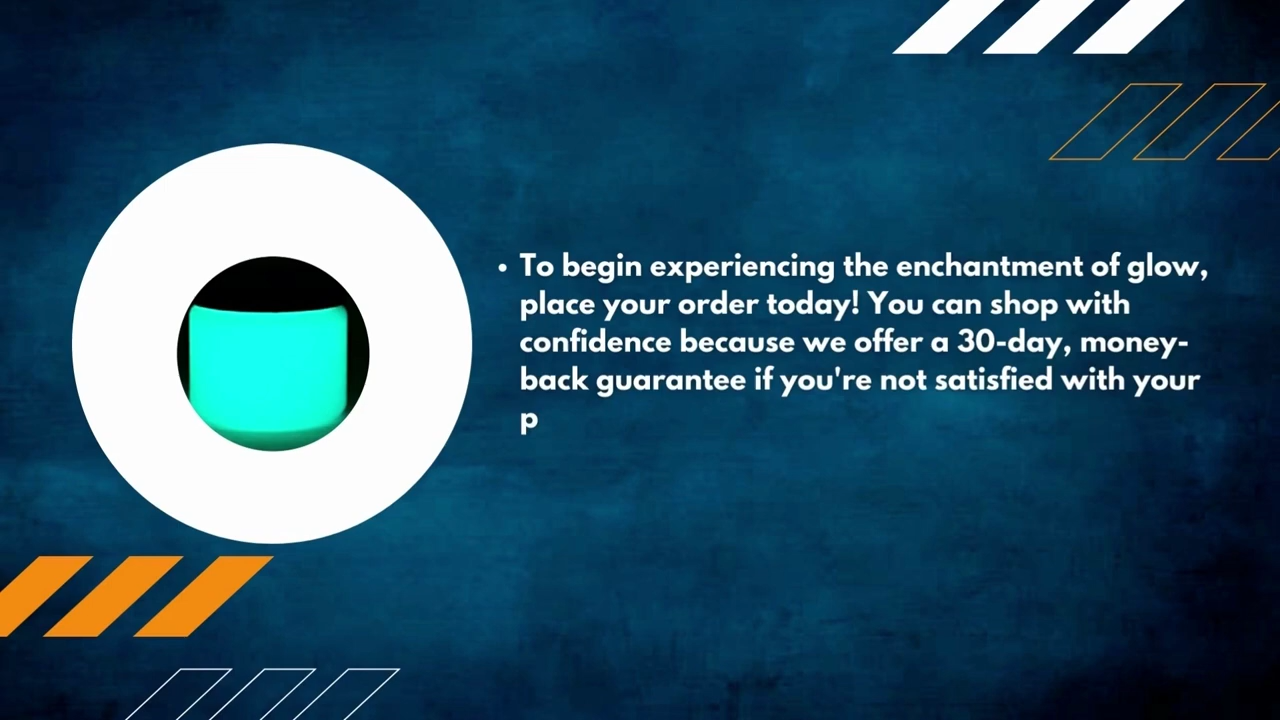 • To begin experiencing the enchantment of glow,
place your order today! You can shop with
confidence because we offer a 30-day, money-
back guarantee if you're not satisfied with your
p